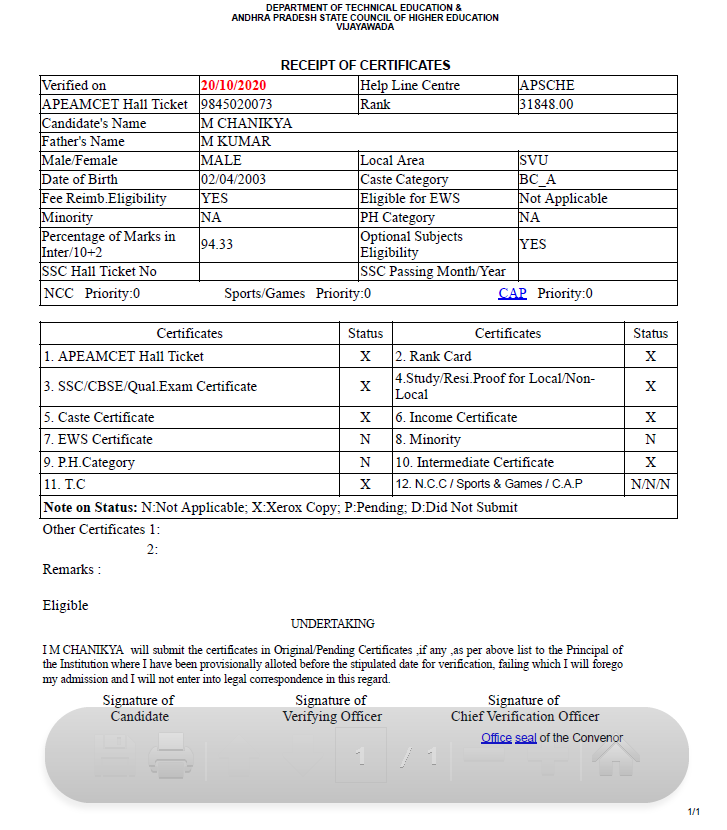 DEPARTMENT OF TECHNICAL EDUCATION &
ANDHRA PRADESH STATE COUNCIL OF HIGHER EDUCATION
VIJAYAWADA
RECEIPT OF CERTIFICATES
Verified on 20/10/2020 Help Line Centre APSCHE
APEAMCET Hall Ticket 9845020073 Rank 31848.00
Candidate's Name M CHANIKYA
Father's Name M KUMAR
Male/Female MALE Local Area SVU
Date of Birth 02/04/2003 Caste Category BC_A
Fee Reimb.Eligibility YES Eligible for EWS Not Applicable
Minority NA PH Category NA
Percentage of Marks in Inter/10+2 94.33 Optional Subjects Eligibility YES
SSC Hall Ticket No SSC Passing Month/Year
NCC Priority:0 Sports/Games Priority:0 CAP Priority:0
Certificates Status Certificates Status
1. APEAMCET Hall Ticket X 2. Rank Card X
3. SSC/CBSE/Qual.Exam Certificate X 4.Study/Resi.Proof for Local/Non-Local X
5. Caste Certificate X 6. Income Certificate X
7. EWS Certificate N 8. Minority N
9. P.H.Category N 10. Intermediate Certificate X
11. T.C X 12. N.C.C / Sports & Games / C.A.P N/N/N
Note on Status: N:Not Applicable; X:Xerox Copy; P:Pending; D:Did Not Submit
Other Certificates 1:
2:
Remarks :
Eligible
UNDERTAKING
I M CHANIKYA will submit the certificates in Original/Pending Certificates ,if any ,as per above list to the Principal of
the Institution where I have been provisionally alloted before the stipulated date for verification, failing which I will forego
my admission and I will not enter into legal correspondence in this regard.
Signature of Signature of Signature of
Candidate Verifying Officer Chief Verification Officer
Office seal of the Convenor
1 / 1
1/1